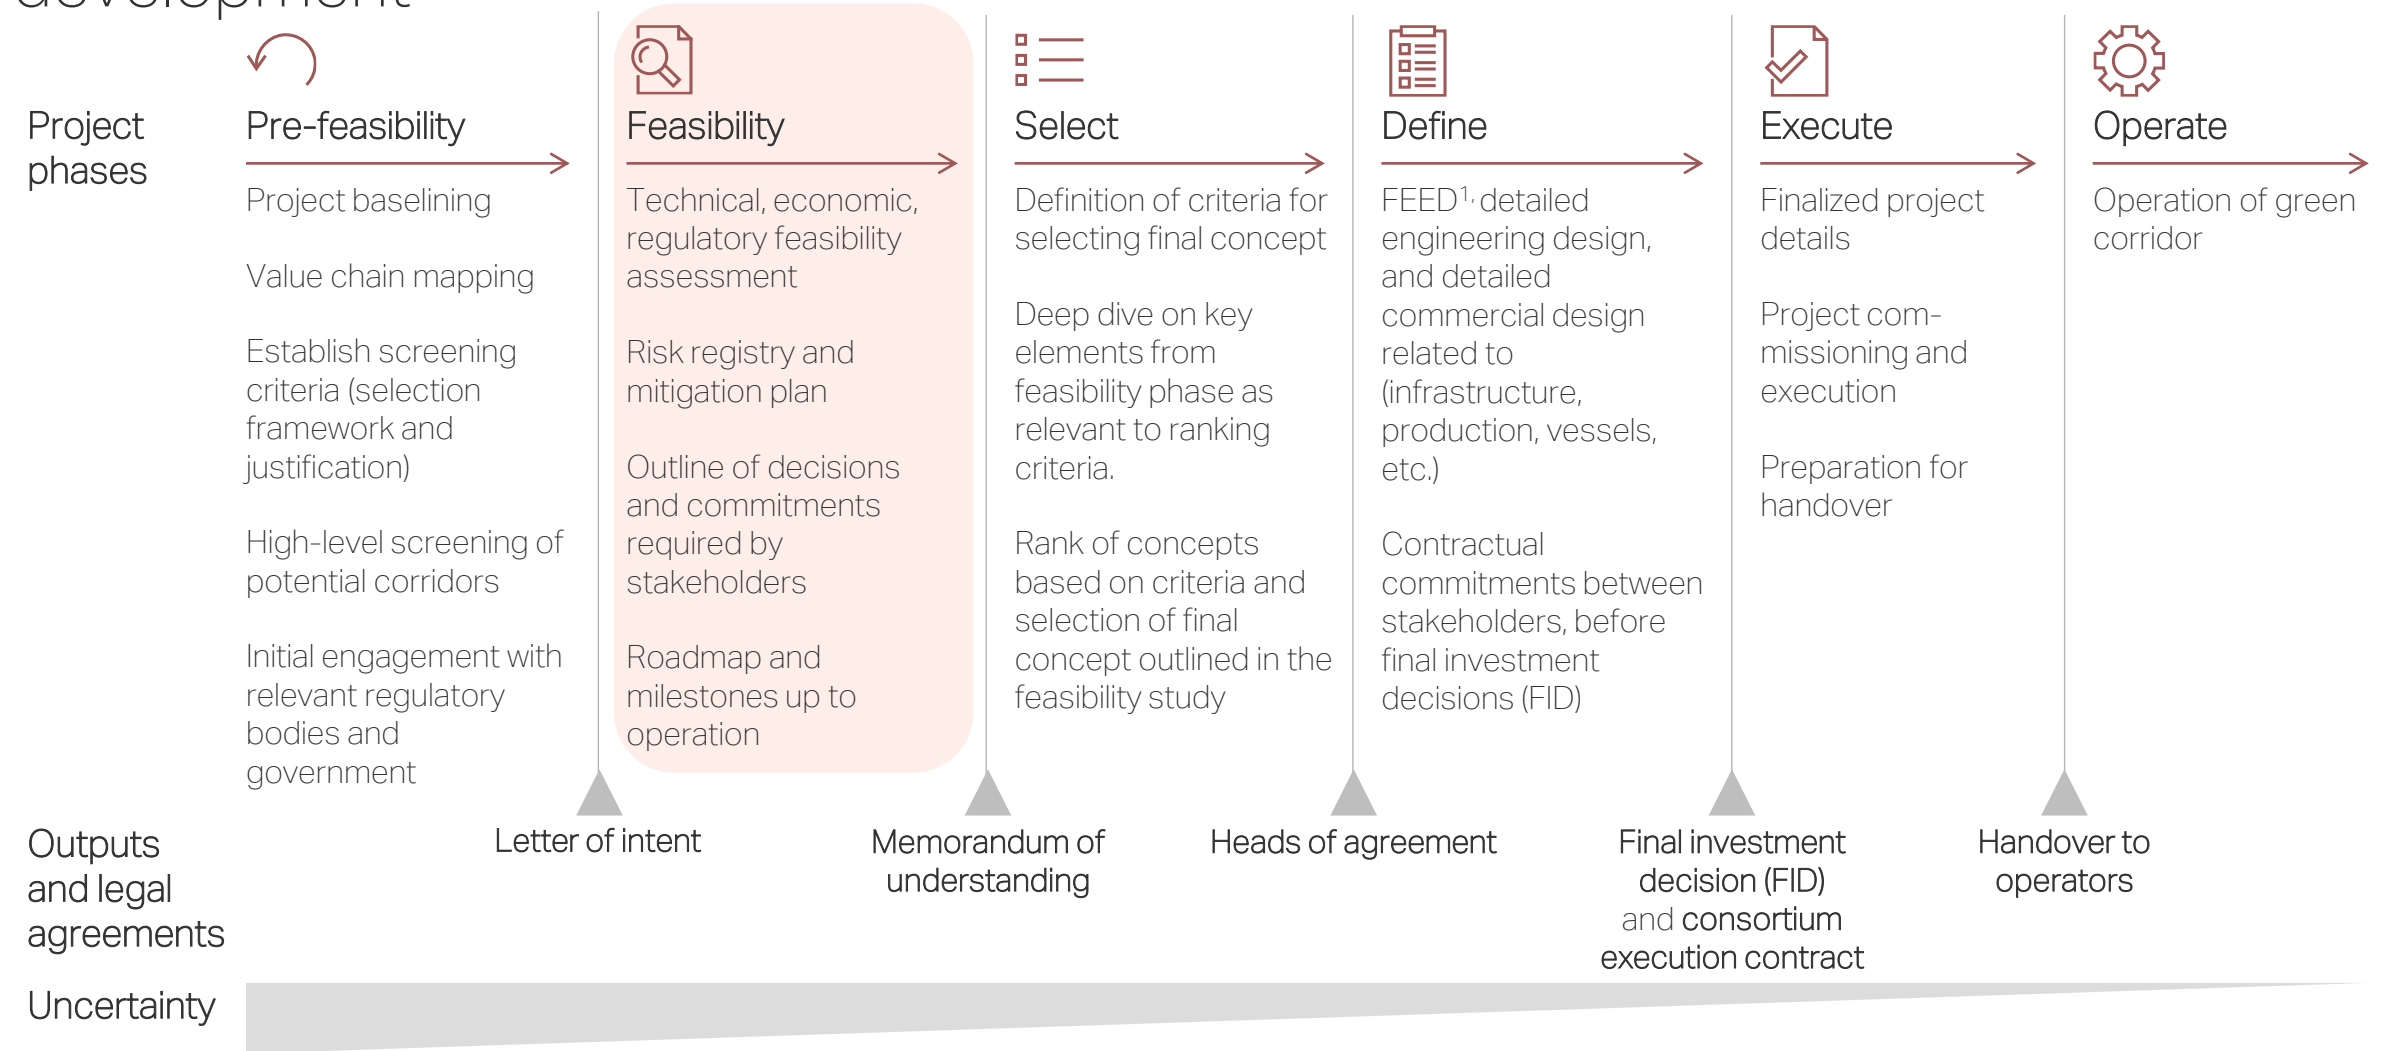 development
Project
phases
Pre-feasibility
Project baselining
Value chain mapping
Establish screening
criteria (selection
framework and
justification)
High-level screening of
potential corridors
Initial engagement with
relevant regulatory
bodies and
government
Feasibility
Technical, economic,
regulatory feasibility
assessment
Risk registry and
mitigation plan
Outline of decisions
and commitments
required by
stakeholders
Roadmap and
milestones up to
operation
Select
Definition of criteria for
selecting final concept
Deep dive on key
elements from
feasibility phase as
relevant to ranking
criteria.
Rank of concepts
based on criteria and
selection of final
concept outlined in the
feasibility study
Define
FEED1, detailed
engineering design,
and detailed
commercial design
related to
(infrastructure,
production, vessels,
etc.)
Contractual
commitments between
stakeholders, before
final investment
decisions (FID)
Execute
Finalized project
details
Project com-
missioning and
execution
Preparation for
handover
Operate
Operation of green
corridor
Outputs
and legal
agreements
Letter of intent
Memorandum of
understanding
Heads of agreement
Final investment
decision (FID)
and consortium
execution contract
Handover to
operators
Uncertainty